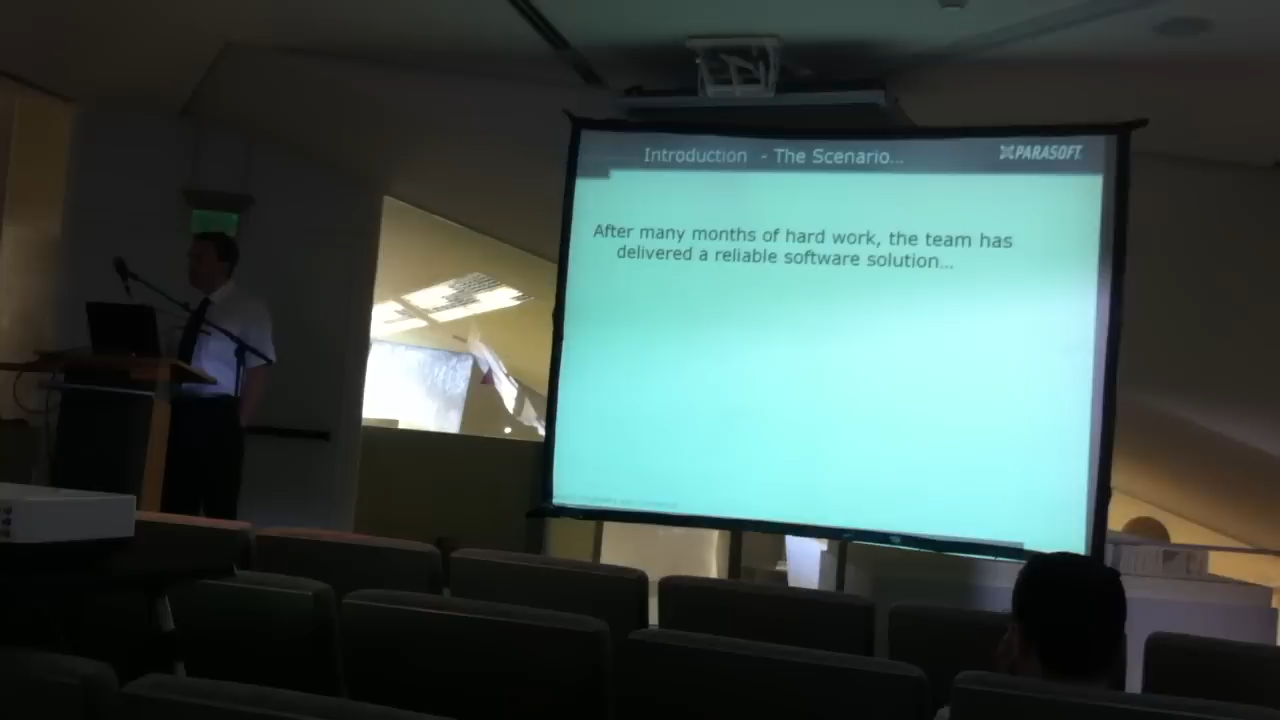 Introduction - The Scenario...
PARASOFT
After many months of hard work, the team has
delivered a reliable software solution...